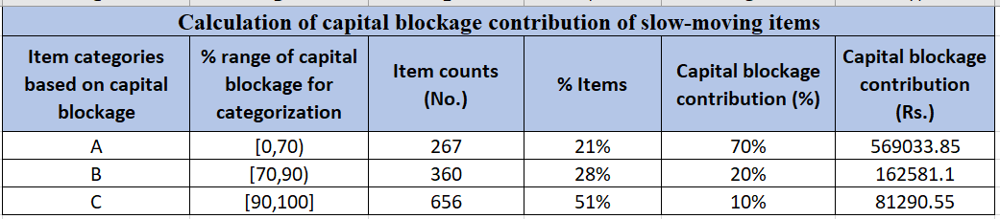 Calculation of capital blockage contribution of slow-moving items
Item categories based on capital blockage | % range of capital blockage for categorization | Item counts (No.) | % Items | Capital blockage contribution (%) | Capital blockage contribution (Rs.)
A | [0,70) | 267 | 21% | 70% | 569033.85
B | [70,90) | 360 | 28% | 20% | 162581.1
C | [90,100] | 656 | 51% | 10% | 81290.55